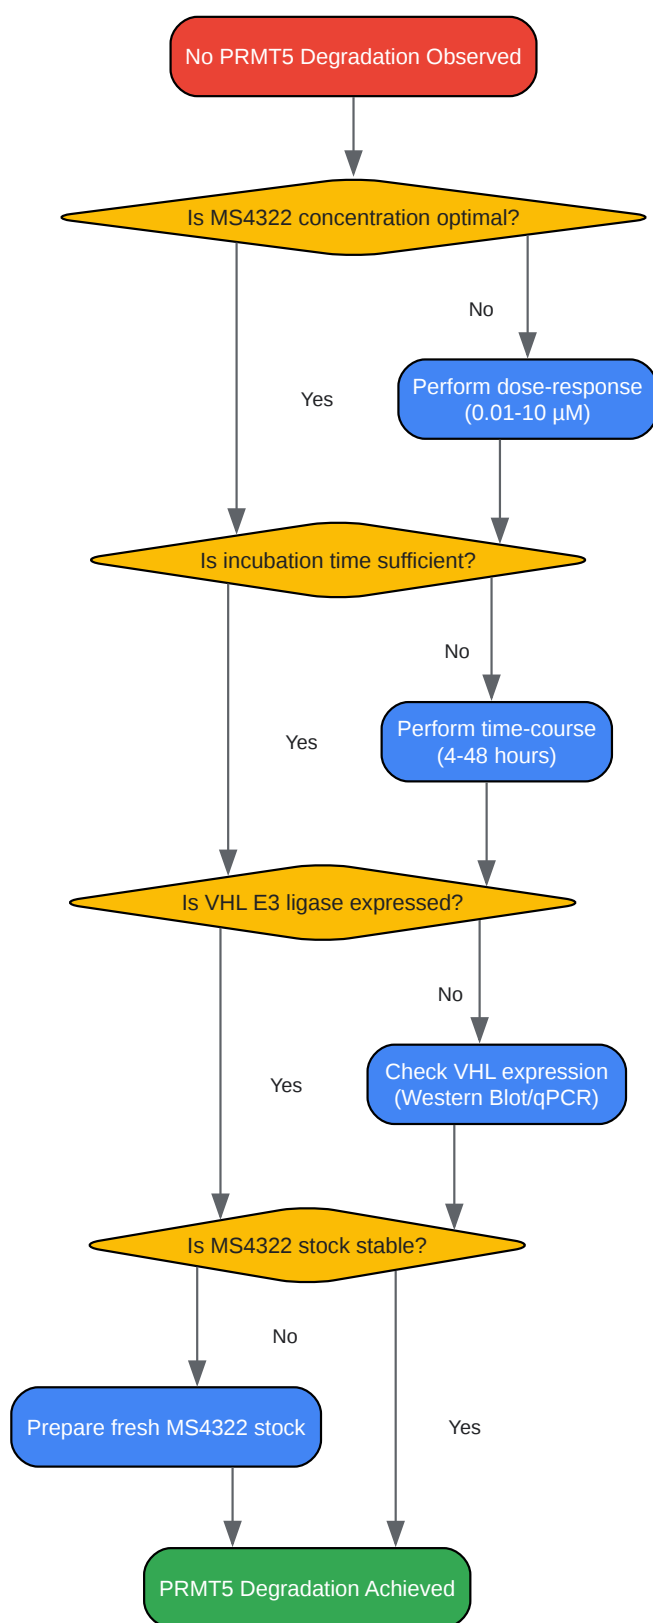 No PRMT5 Degradation Observed
Is MS4322 concentration optimal?
No
Perform dose-response
(0.01-10 µM)
Yes
Is incubation time sufficient?
No
Perform time-course
(4-48 hours)
Yes
Is VHL E3 ligase expressed?
No
Check VHL expression
(Western Blot/qPCR)
Yes
Is MS4322 stock stable?
No
Prepare fresh MS4322 stock
Yes
PRMT5 Degradation Achieved